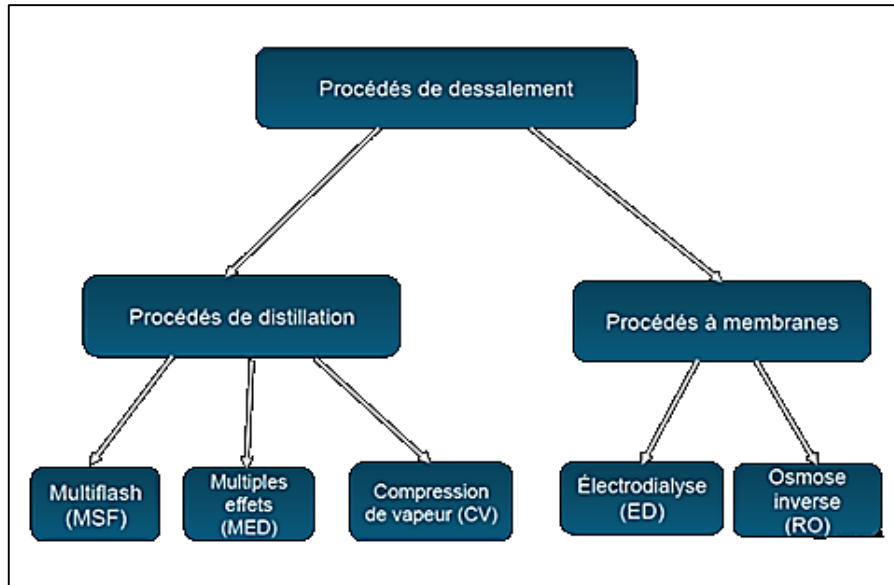 Procédés de dessalement
Procédés de distillation
Procédés à membranes
Multiflash
(MSF)
Multiples
effets
(MED)
Compression
de vapeur (CV)
Électrodialyse
(ED)
Osmose
inverse
(RO)